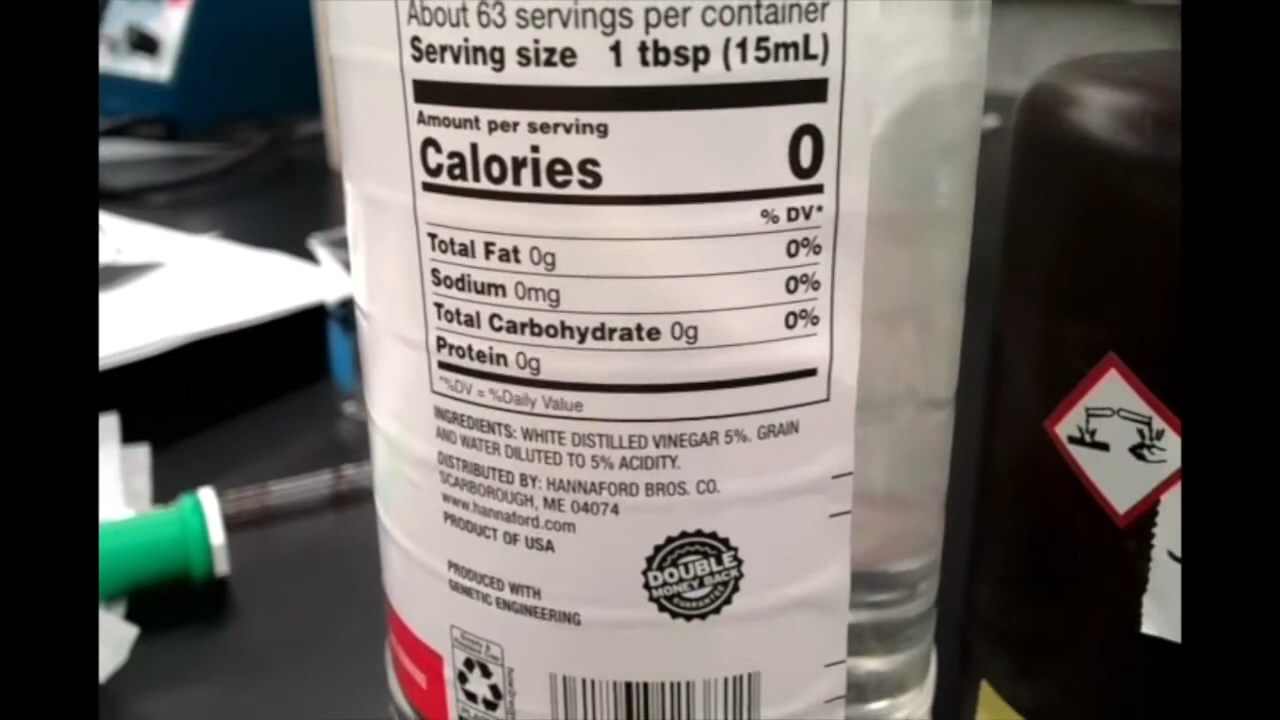 About 63 servings per container
Serving size 1 tbsp (15mL)
Amount per serving
Calories 0
% DV*
Total Fat 0g 0%
Sodium 0mg 0%
Total Carbohydrate 0g 0%
Protein 0g
*%DV = %Daily Value
INGREDIENTS: WHITE DISTILLED VINEGAR 5%. GRAIN
AND WATER DILUTED TO 5% ACIDITY.
DISTRIBUTED BY: HANNAFORD BROS. CO.
SCARBOROUGH, ME 04074
www.hannaford.com
PRODUCT OF USA
PRODUCED WITH
GENETIC ENGINEERING
DOUBLE
MONEY BACK
GUARANTEE